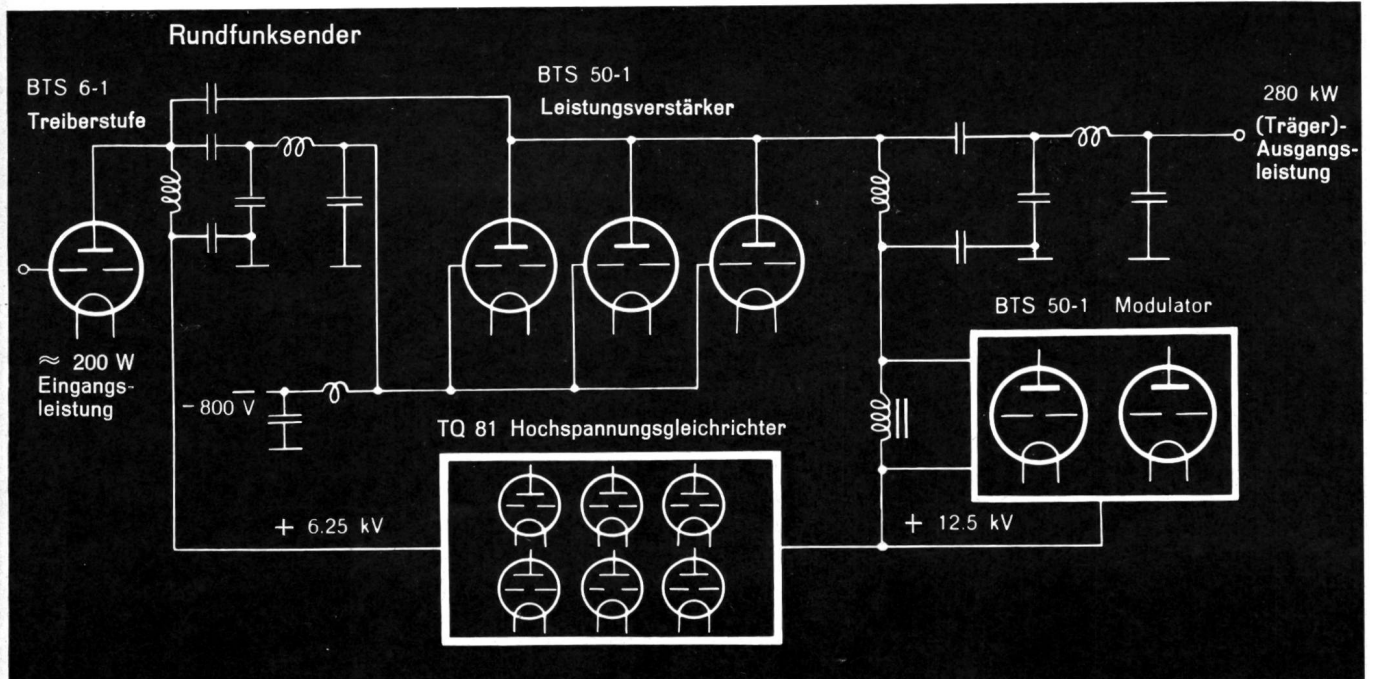 Rundfunksender
BTS 6-1
Treiberstufe
BTS 50-1
Leistungsverstärker
280 kW
(Träger)-
Ausgangs-
leistung
≈ 200 W
Eingangs-
leistung
- 800 V
BTS 50-1 Modulator
TQ 81 Hochspannungsgleichrichter
+ 6.25 kV
+ 12.5 kV